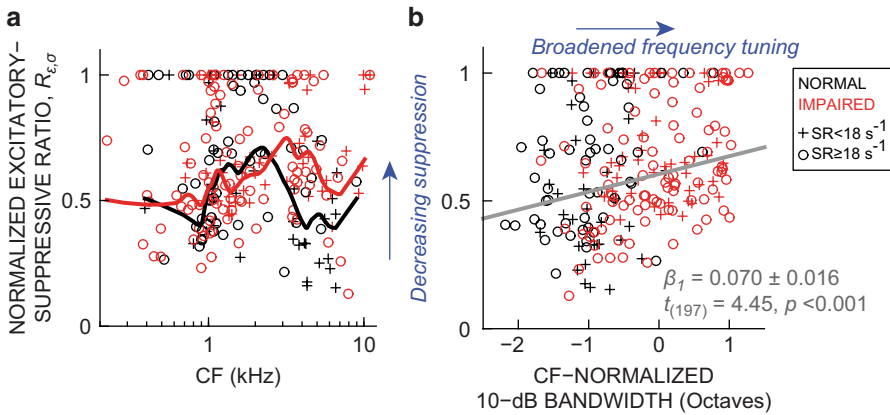 a
NORMALIZED EXCITATORY–
SUPPRESSIVE RATIO, Rε,σ
1
0.5
0
1
10
CF (kHz)
Decreasing suppression
b
Broadened frequency tuning
1
0.5
0
−2
−1
0
1
CF−NORMALIZED
10−dB BANDWIDTH (Octaves)
β1 = 0.070 ± 0.016
t(197) = 4.45, p <0.001
NORMAL
IMPAIRED
+ SR<18 s-1
o SR≥18 s-1